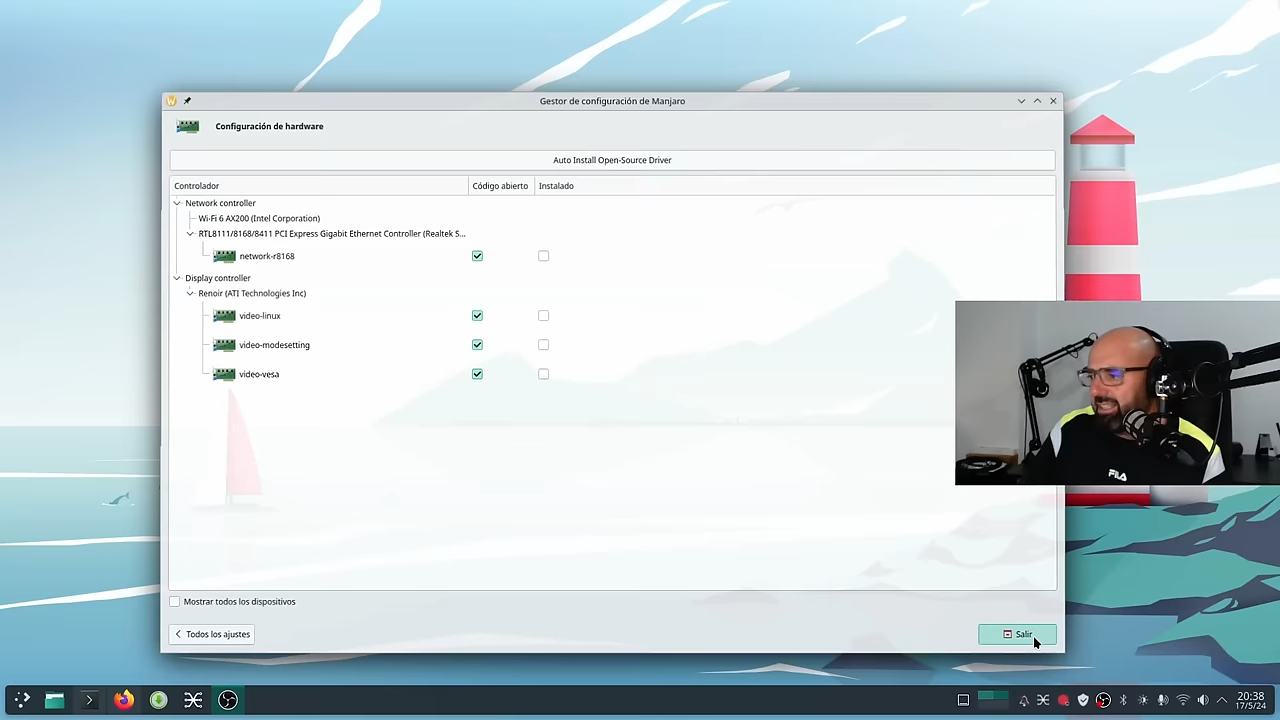 Gestor de configuración de Manjaro
Configuración de hardware
Auto Install Open-Source Driver
Controlador
Código abierto
Instalado
Network controller
Wi-Fi 6 AX200 (Intel Corporation)
RTL8111/8168/8411 PCI Express Gigabit Ethernet Controller (Realtek S...
network-r8168
Display controller
Renoir (ATI Technologies Inc)
video-linux
video-modesetting
video-vesa
FILA
Mostrar todos los dispositivos
Todos los ajustes
Salir
20:38
17/5/24